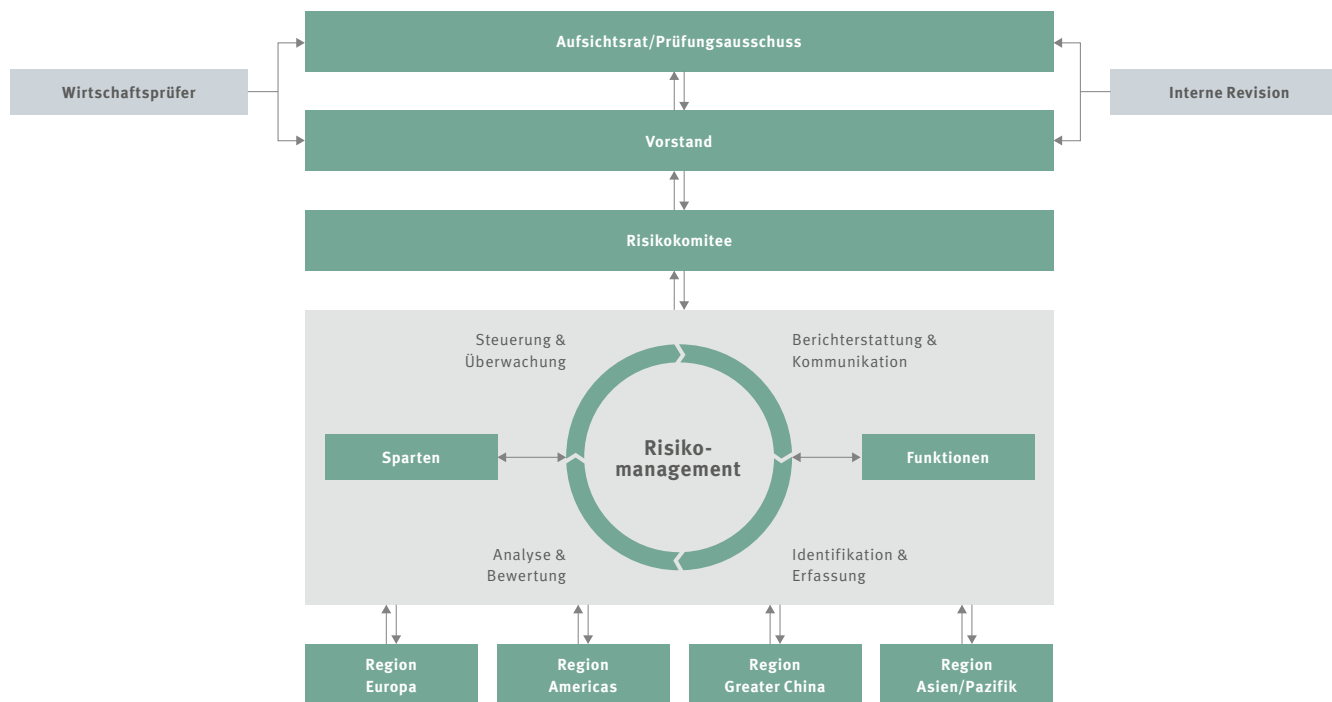 Aufsichtsrat/Prüfungsausschuss
Wirtschaftsprüfer
Interne Revision
Vorstand
Risikokomitee
Steuerung &
Überwachung
Berichterstattung &
Kommunikation
Sparten
Risiko-
management
Funktionen
Analyse &
Bewertung
Identifikation &
Erfassung
Region
Europa
Region
Americas
Region
Greater China
Region
Asien/Pazifik